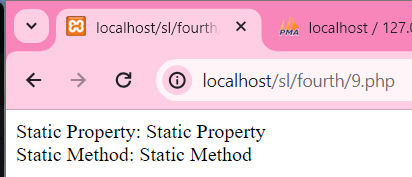 localhost/sl/fourth
PMA
localhost / 127.0
localhost/sl/fourth/9.php
Static Property: Static Property
Static Method: Static Method